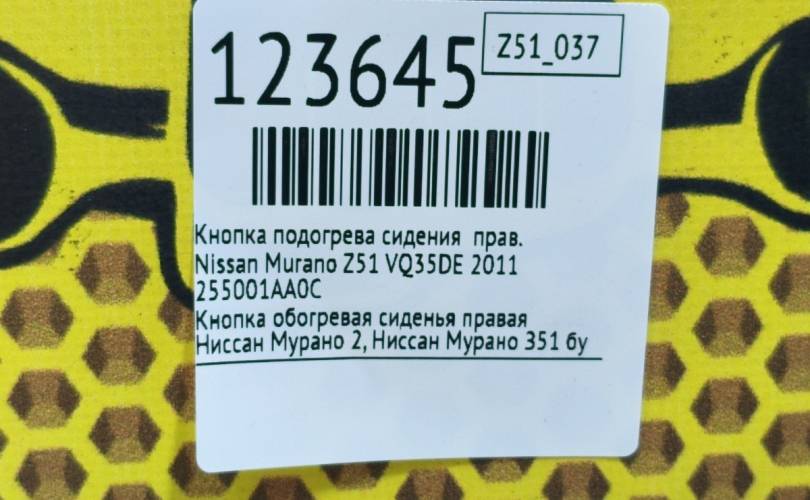 123645
Z51_037
Кнопка подогрева сидения прав.
Nissan Murano Z51 VQ35DE 2011
255001AA0C
Кнопка обогревая сиденья правая
Ниссан Мурано 2, Ниссан Мурано З51 бу